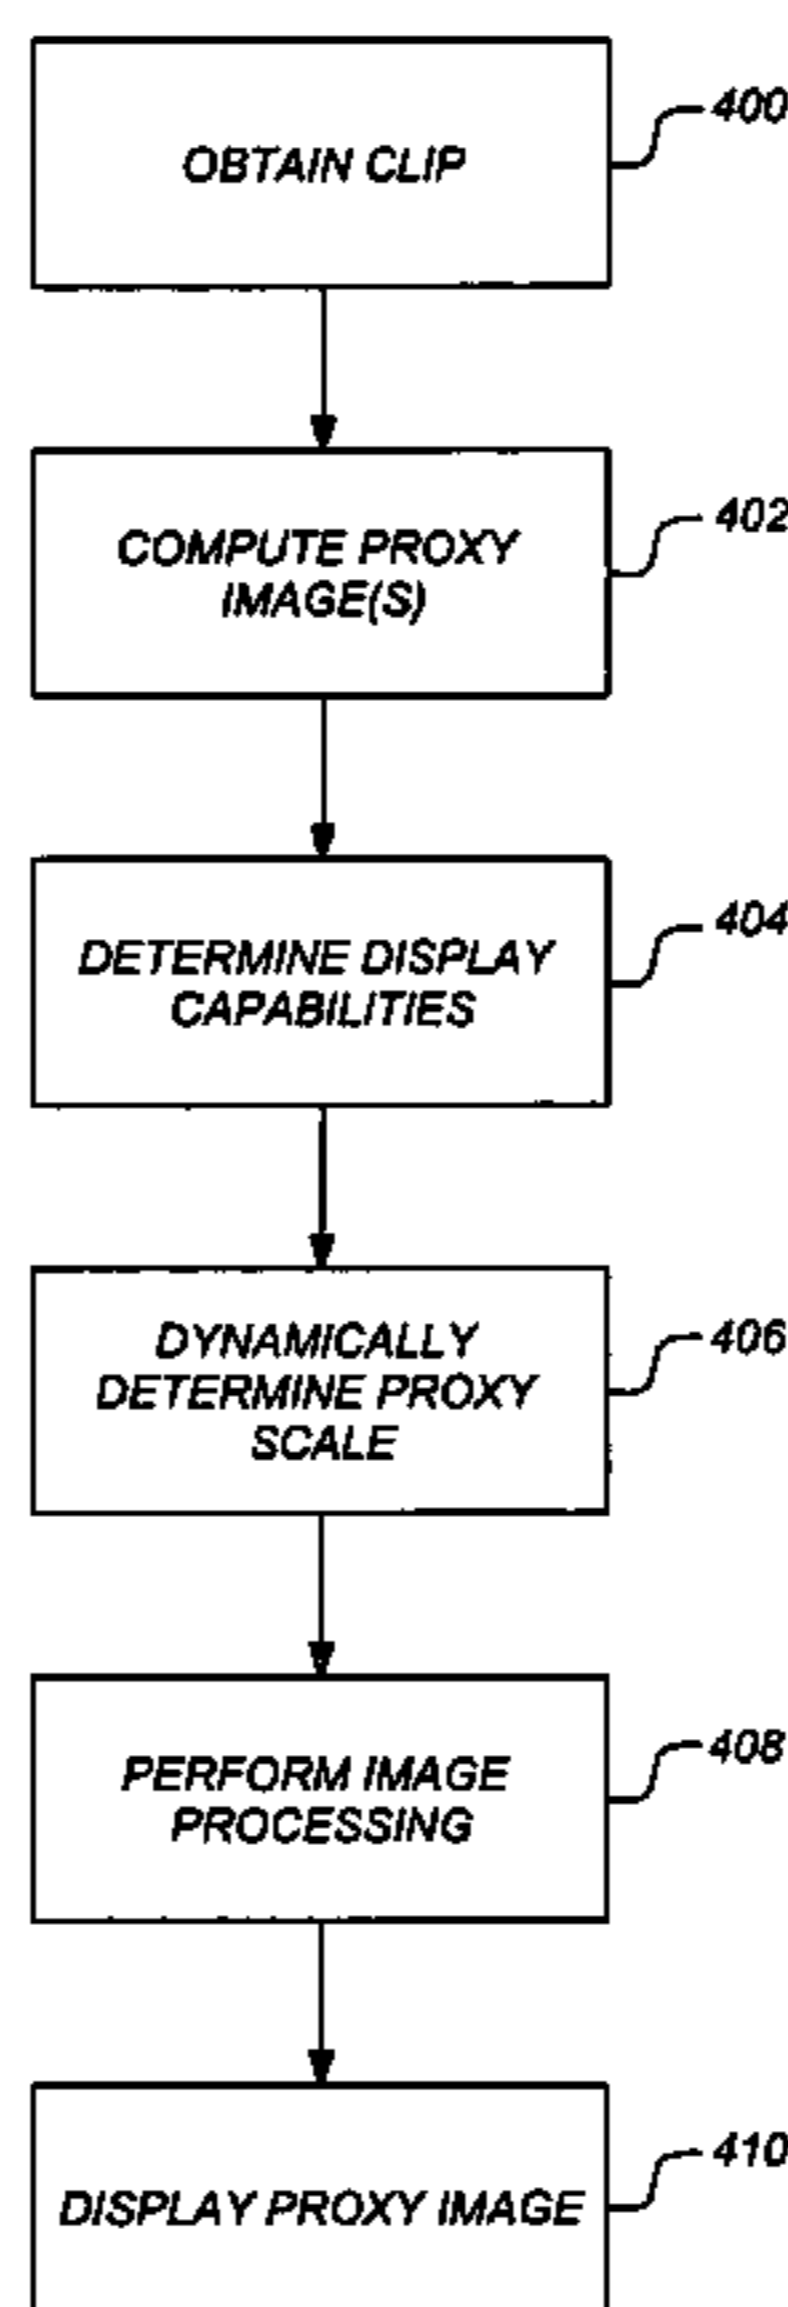 OBTAIN CLIP
400
COMPUTE PROXY
IMAGE(S)
402
DETERMINE DISPLAY
CAPABILITIES
404
DYNAMICALLY
DETERMINE PROXY
SCALE
406
PERFORM IMAGE
PROCESSING
408
DISPLAY PROXY IMAGE
410